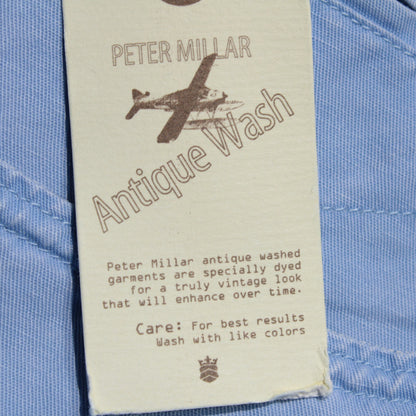 PETER MILLAR
Antique Wash
Peter Millar antique washed
garments are specially dyed
for a truly vintage look
that will enhance over time.
Care: For best results
Wash with like colors